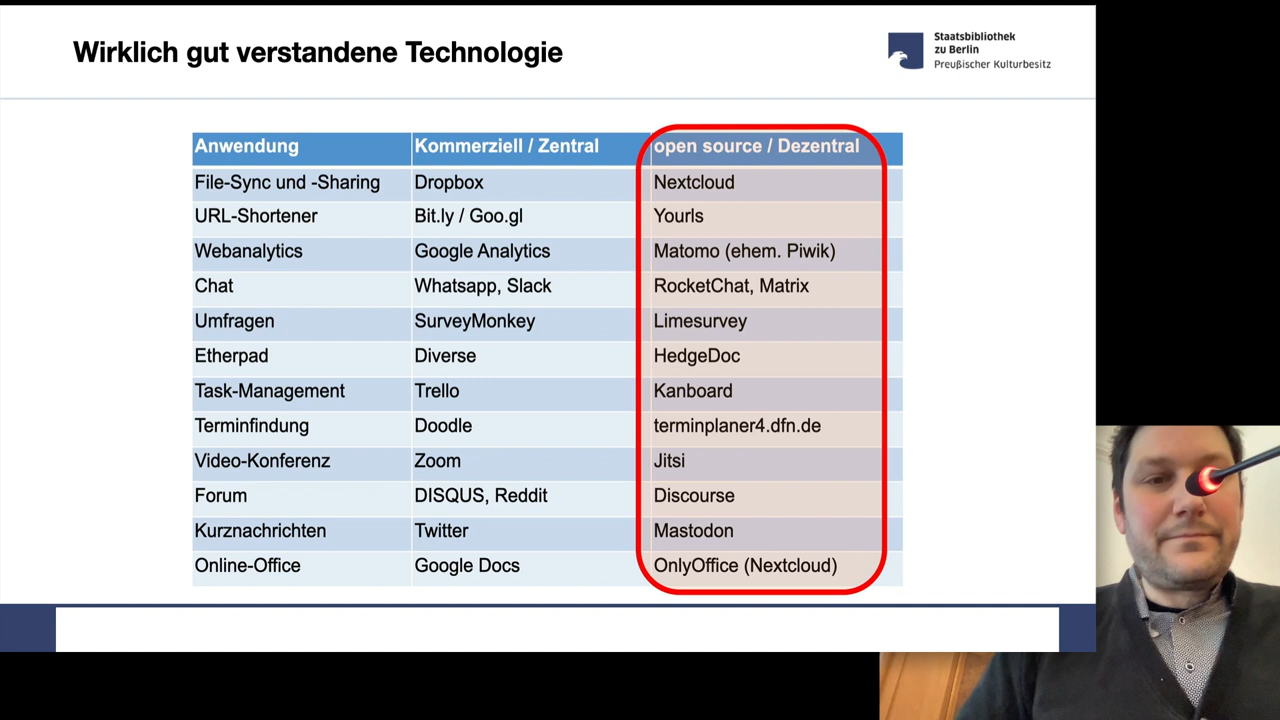 Wirklich gut verstandene Technologie
Staatsbibliothek
zu Berlin
Preußischer Kulturbesitz
Anwendung Kommerziell / Zentral open source / Dezentral
File-Sync und -Sharing Dropbox Nextcloud
URL-Shortener Bit.ly / Goo.gl Yourls
Webanalytics Google Analytics Matomo (ehem. Piwik)
Chat Whatsapp, Slack RocketChat, Matrix
Umfragen SurveyMonkey Limesurvey
Etherpad Diverse HedgeDoc
Task-Management Trello Kanboard
Terminfindung Doodle terminplaner4.dfn.de
Video-Konferenz Zoom Jitsi
Forum DISQUS, Reddit Discourse
Kurznachrichten Twitter Mastodon
Online-Office Google Docs OnlyOffice (Nextcloud)